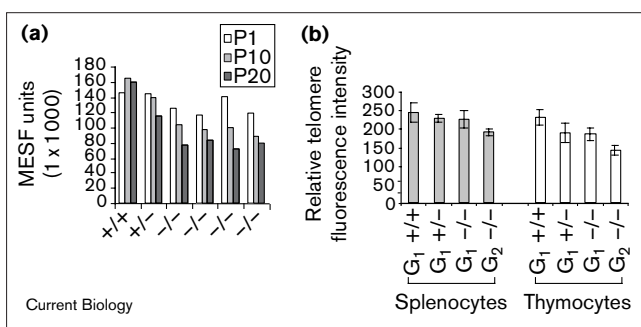 (a)
P1
P10
P20
MESF units
(1 x 1000)
180
160
140
120
100
80
60
40
20
0
+/+
+/−
−/−
−/−
−/−
−/−
Current Biology
(b)
Relative telomere
fluorescence intensity
300
250
200
150
100
50
0
G1 +/+
G1 +/−
G1 −/−
G2 −/−
G1 +/+
G1 +/−
G1 −/−
G2 −/−
Splenocytes
Thymocytes